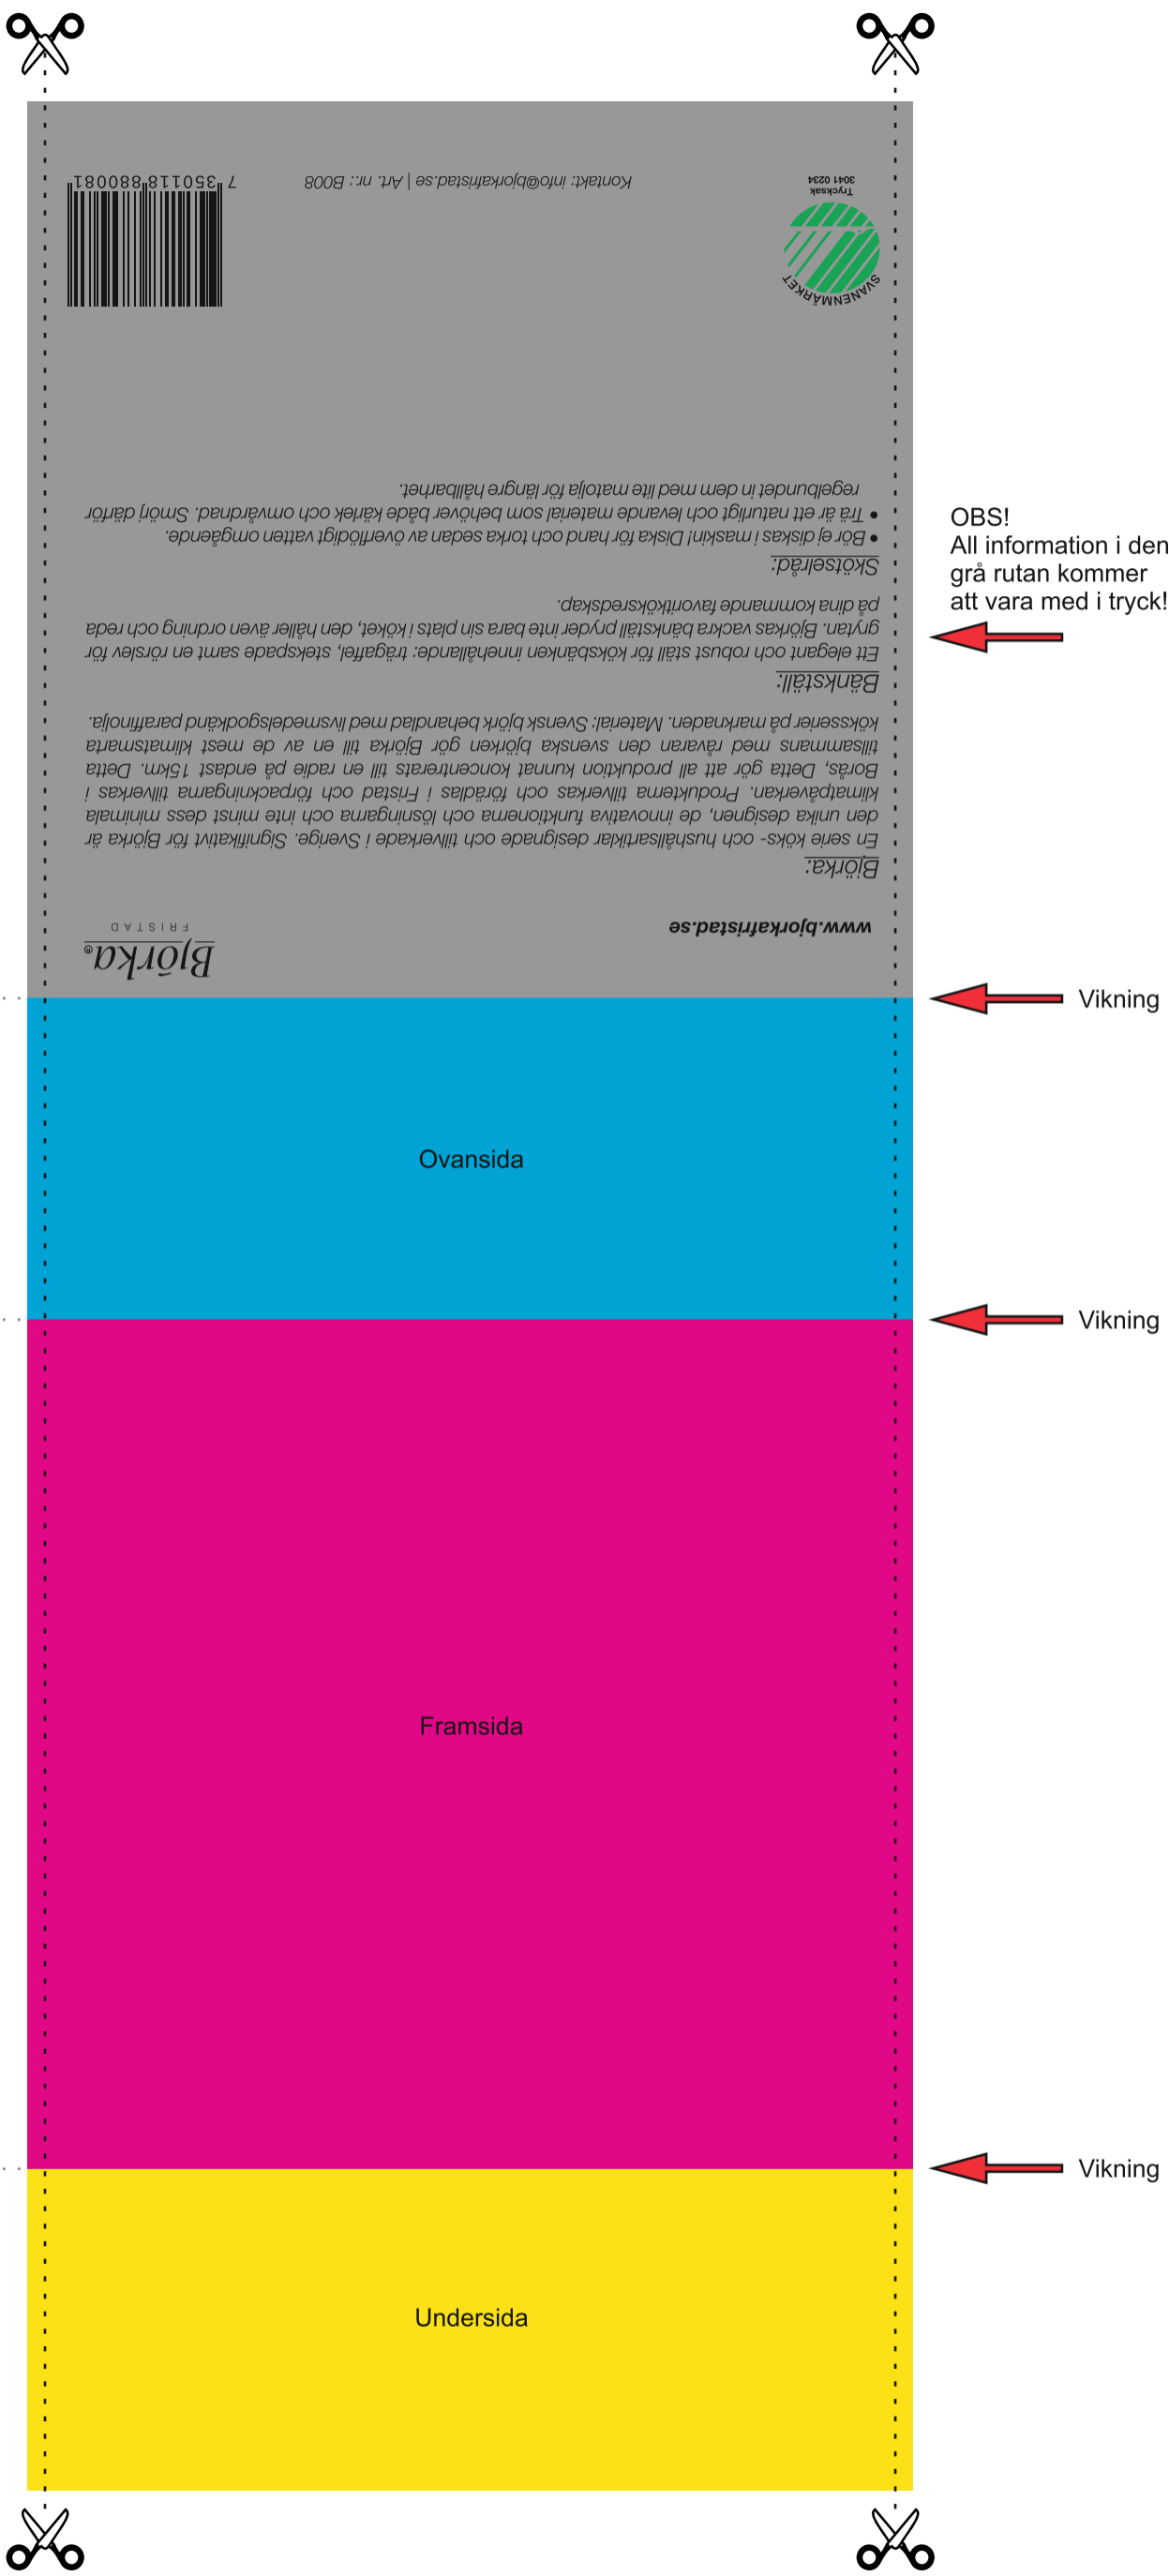 Björka®
FRISTAD
www.bjorkafristad.se
Björka:
En serie köks- och hushållsartiklar designade och tillverkade i Sverige. Signifikativt för Björka är
den unika designen, de innovativa funktionerna och lösningarna och inte minst dess minimala
klimatpåverkan. Produkterna tillverkas och förädlas i Fristad och förpackningarna tillverkas i
Borås, Detta gör att all produktion kunnat koncentrerats till en radie på endast 15km. Detta
tillsammans med råvaran den svenska björken gör Björka till en av de mest klimatsmarta
köksserier på marknaden. Material: Svensk björk behandlad med livsmedelsgodkänd paraffinolja.
Bänkställ:
Ett elegant och robust ställ för köksbänken innehållande: trägaffel, stekspade samt en rörslev för
grytan. Björkas vackra bänkställ pryder inte bara sin plats i köket, den håller även ordning och reda
på dina kommande favoritköksredskap.
Skötselråd:
• Bör ej diskas i maskin! Diska för hand och torka sedan av överflödigt vatten omgående.
• Trä är ett naturligt och levande material som behöver både kärlek och omvårdnad. Smörj därför
regelbundet in dem med lite matolja för längre hållbarhet.
SVANENMÄRKET
Trycksak
3041 0234
Kontakt: info@bjorkafristad.se | Art. nr.: B008
7 350118 880081
OBS!
All information i den
grå rutan kommer
att vara med i tryck!
Vikning
Ovansida
Vikning
Framsida
Vikning
Undersida